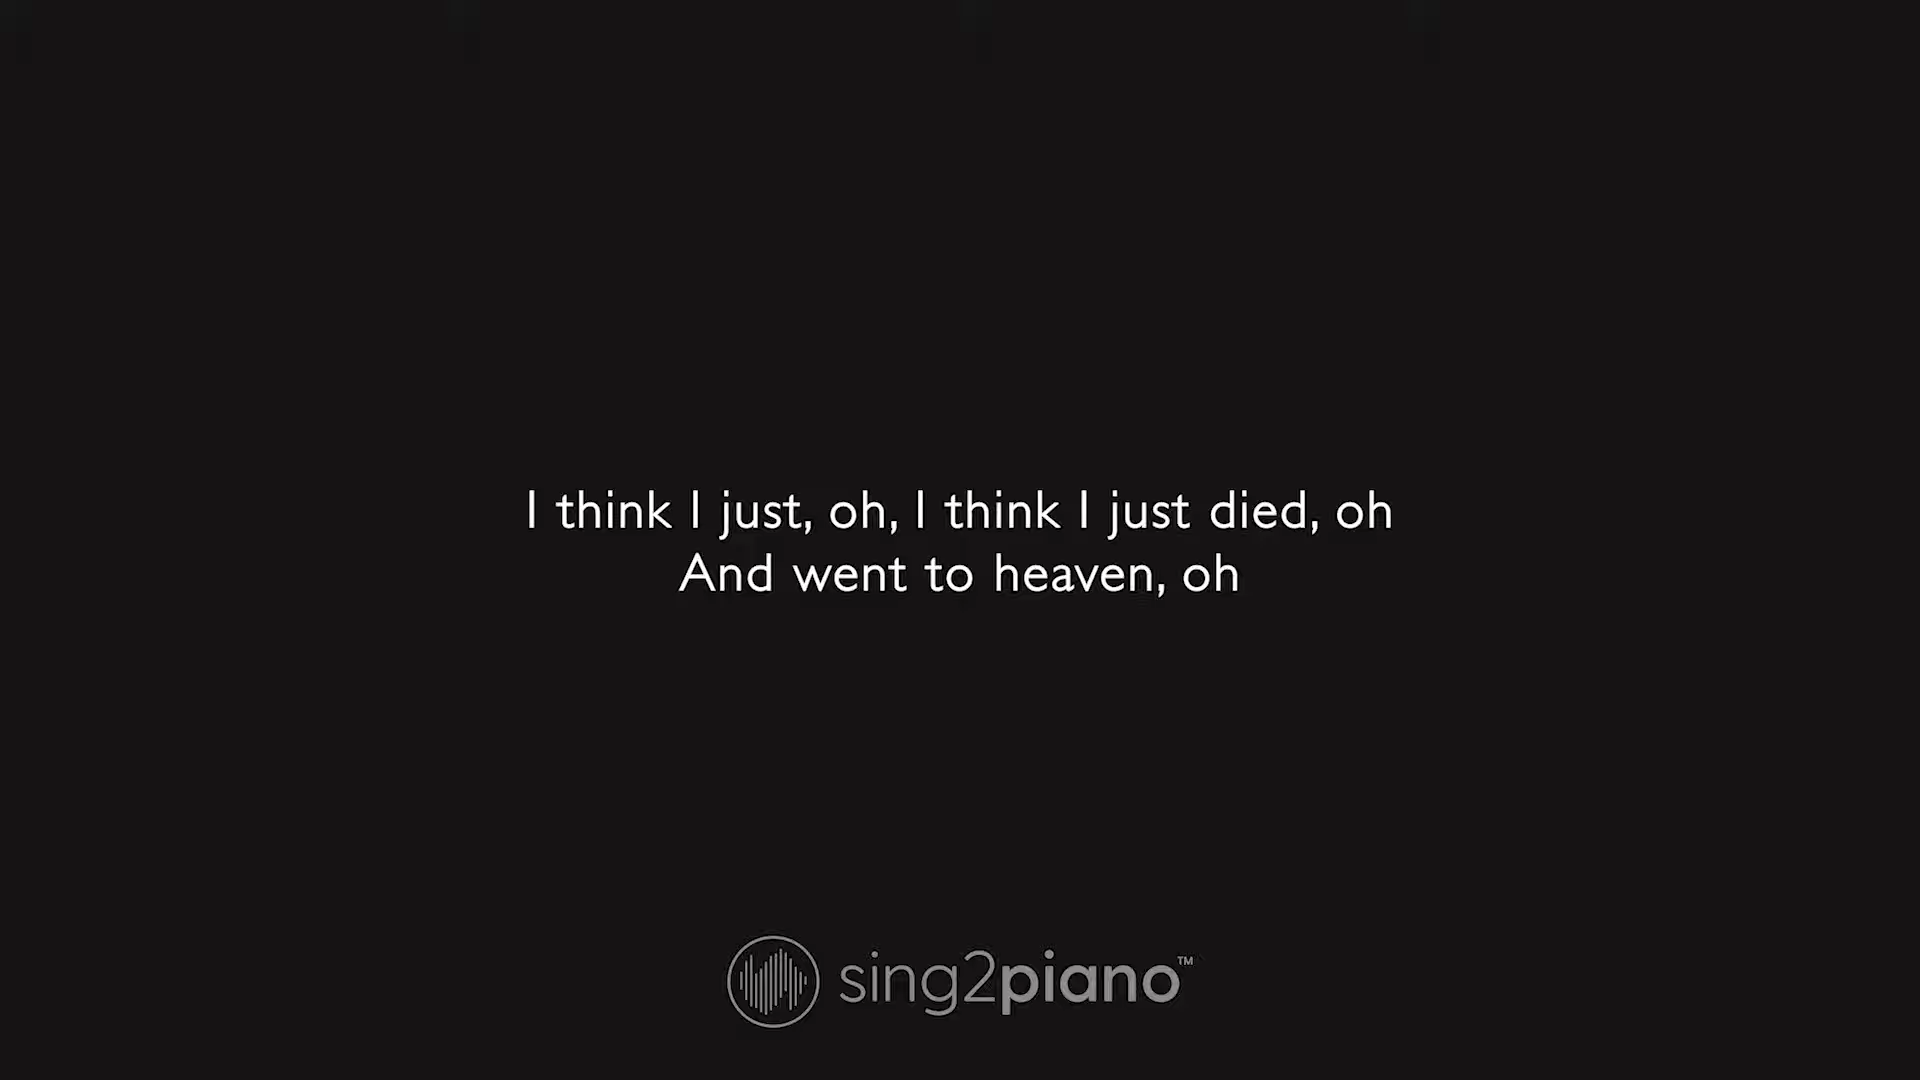 I think I just, oh, I think I just died, oh
And went to heaven, oh
sing2piano™